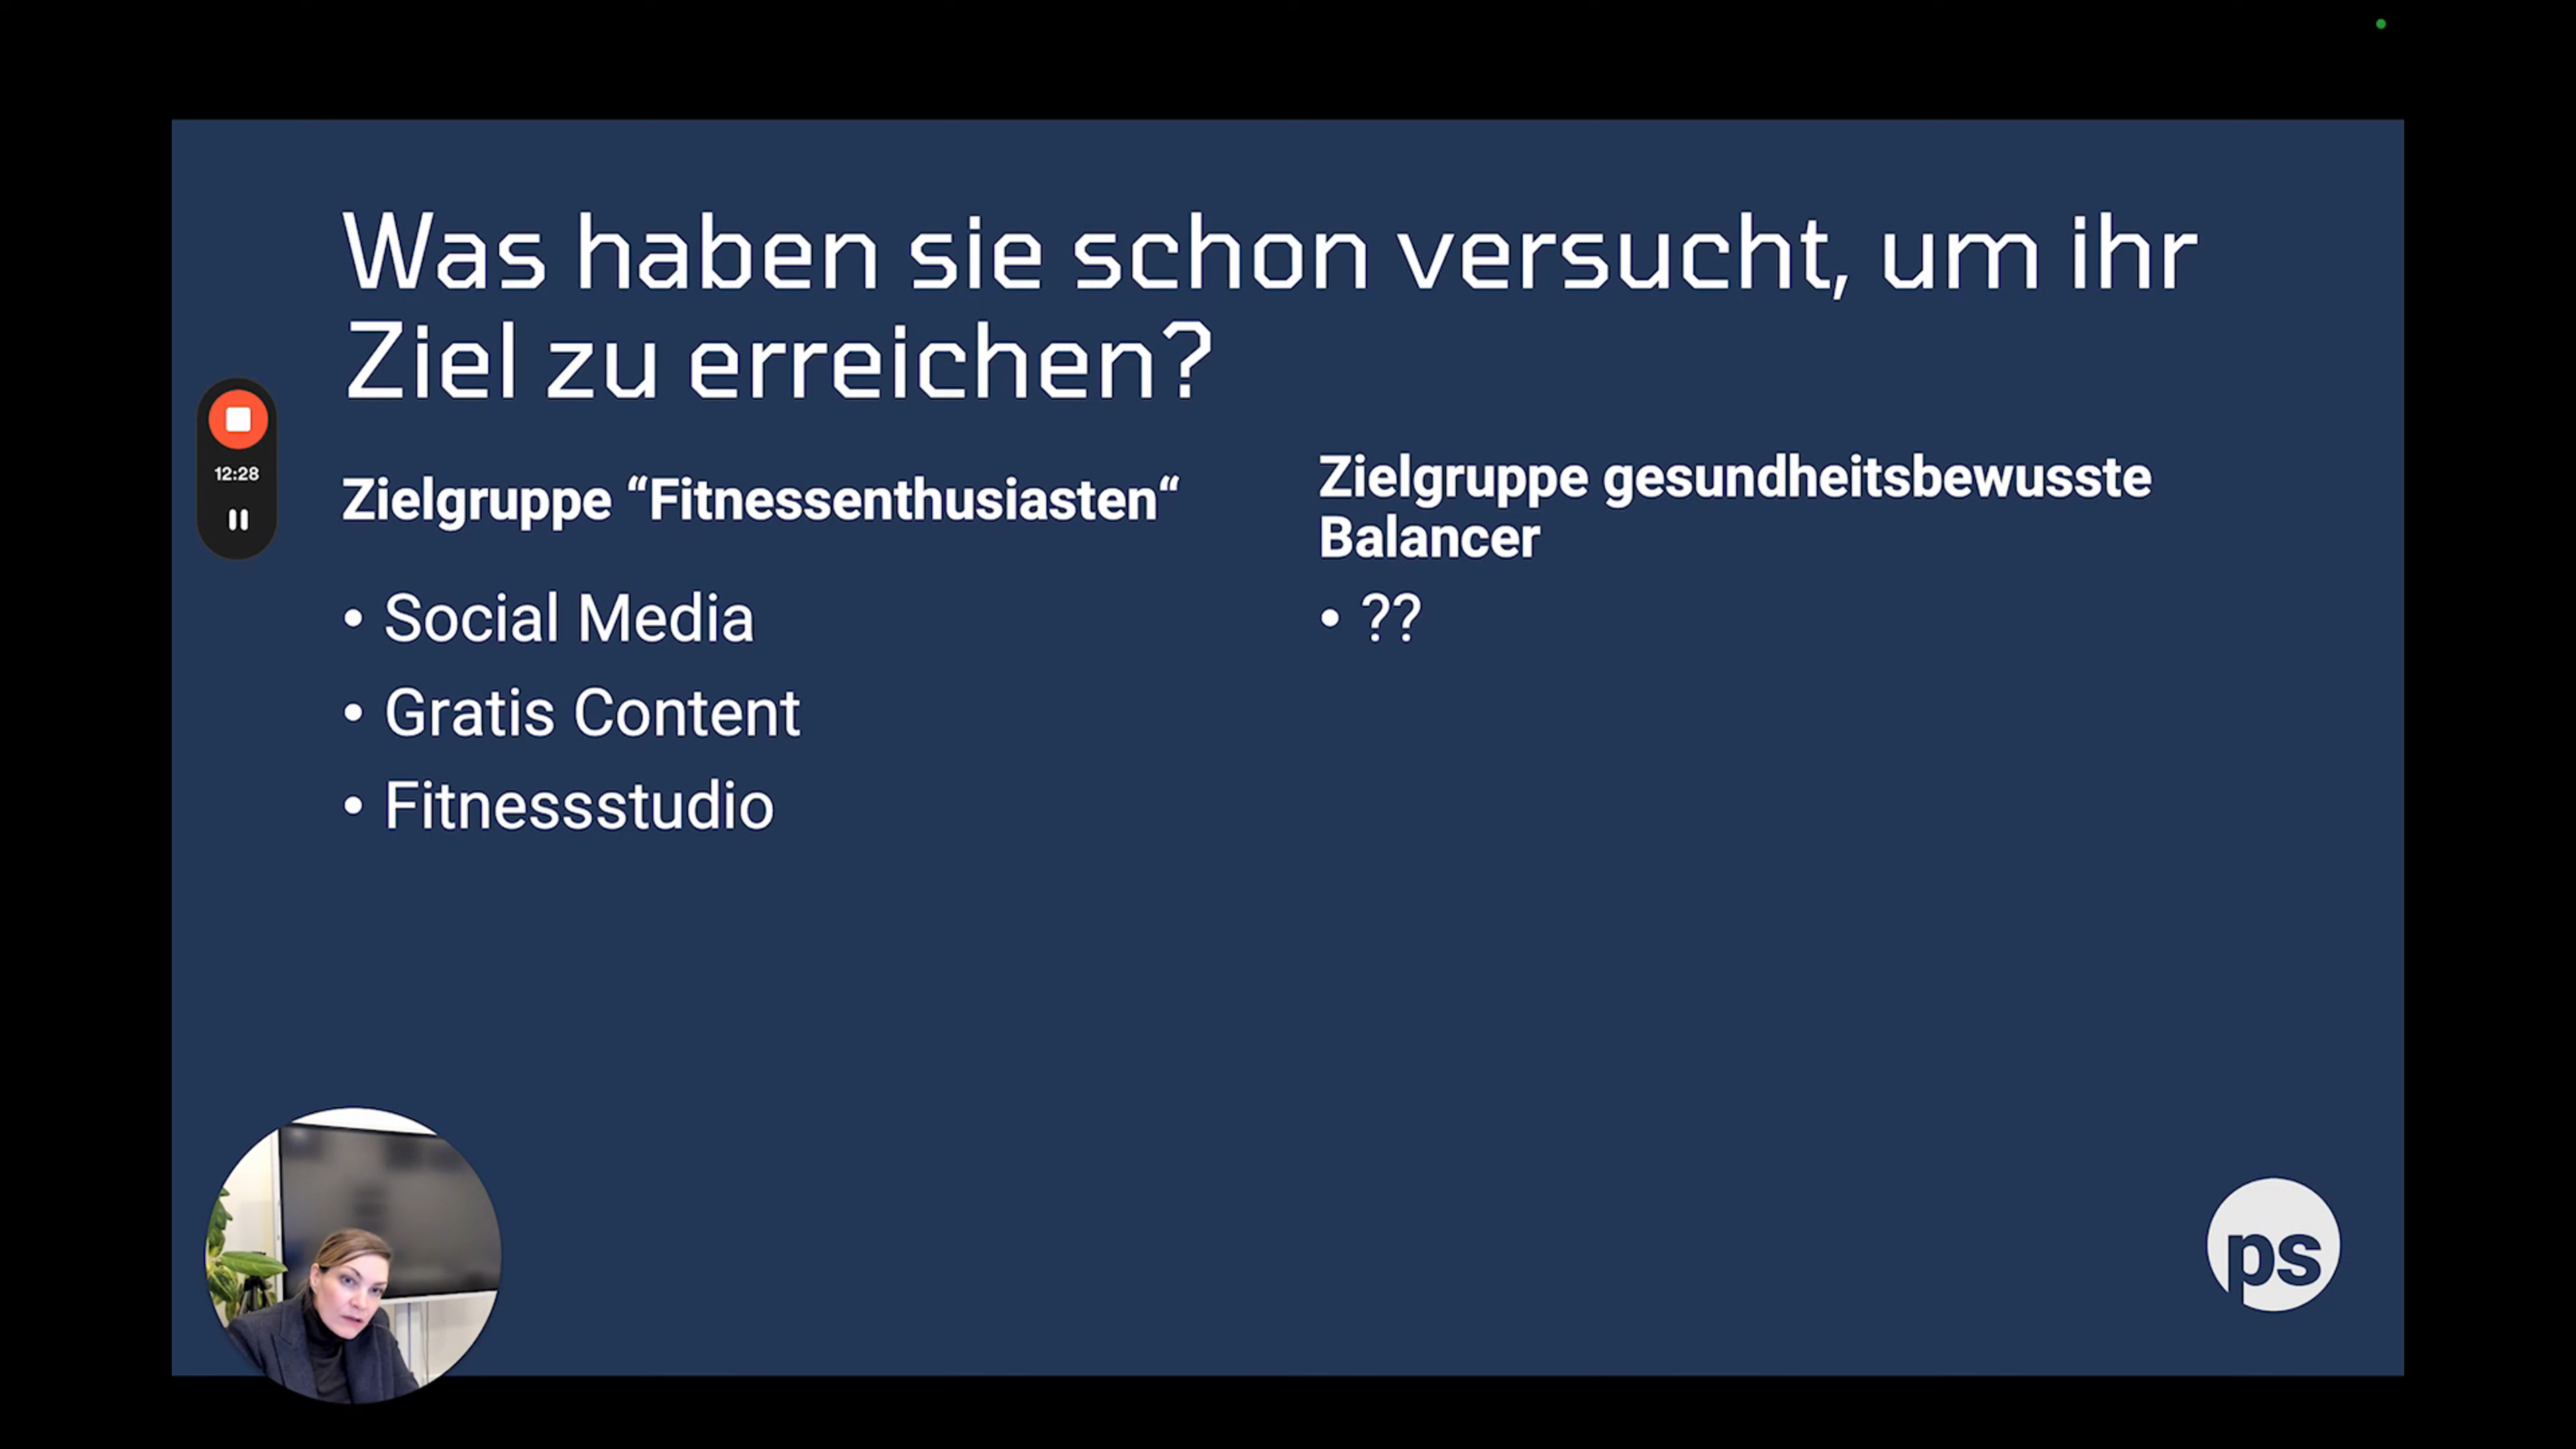 Was haben sie schon versucht, um ihr
Ziel zu erreichen?
12:28
Zielgruppe “Fitnessenthusiasten“
• Social Media
• Gratis Content
• Fitnessstudio
Zielgruppe gesundheitsbewusste
Balancer
• ??
ps